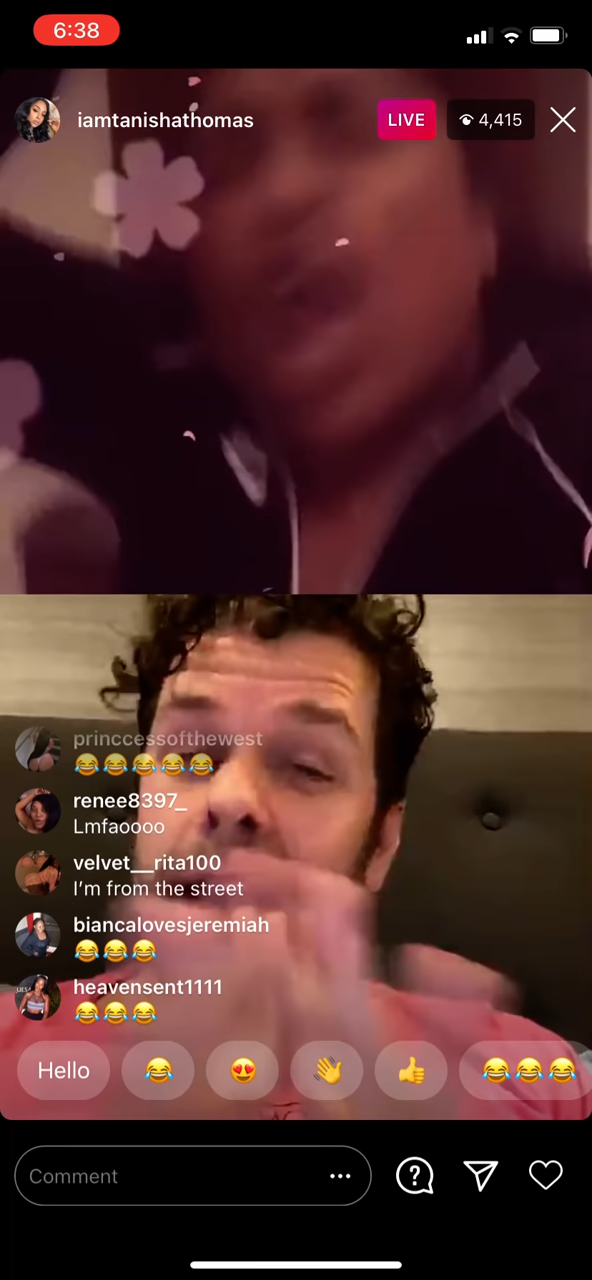 6:38
iamtanishathomas
LIVE
4,415
princcessofthewest
😂😂😂😂😂
renee8397_
Lmfaoooo
velvet__rita100
I'm from the street
biancalovesjeremiah
😂😂😂
heavensent1111
😂😂😂
Hello 😂 😍 👋 👍 😂😂😂
Comment